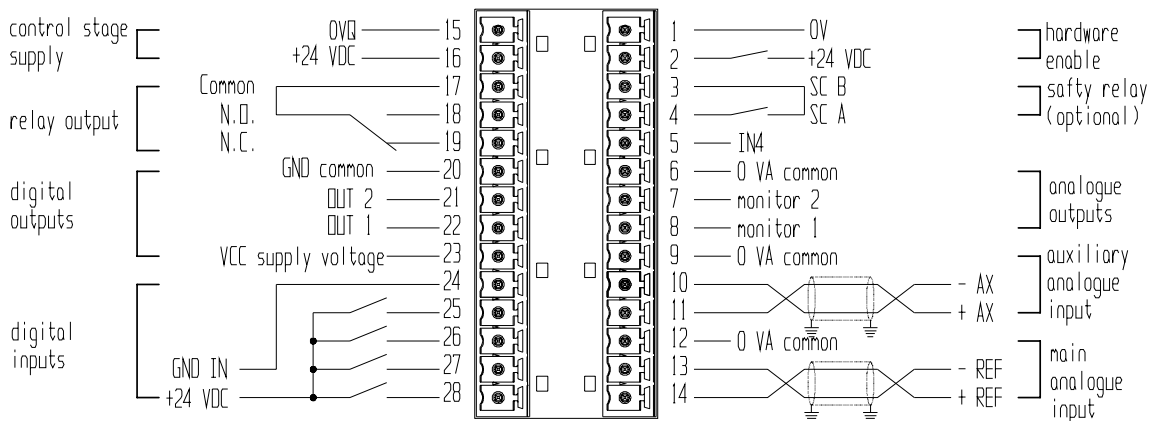 control stage
supply
0VQ
15
+24 VDC
16
relay output
Common
17
N.O.
18
N.C.
19
digital
outputs
GND common
20
OUT 2
21
OUT 1
22
VCC supply voltage
23
digital
inputs
24
25
26
GND IN
27
+24 VDC
28
1
0V
2
+24 VDC
hardware
enable
3
SC B
4
SC A
safty relay
(optional)
5
IN4
6
0 VA common
7
monitor 2
8
monitor 1
analogue
outputs
9
0 VA common
10
- AX
11
+ AX
auxiliary
analogue
input
12
0 VA common
13
- REF
14
+ REF
main
analogue
input